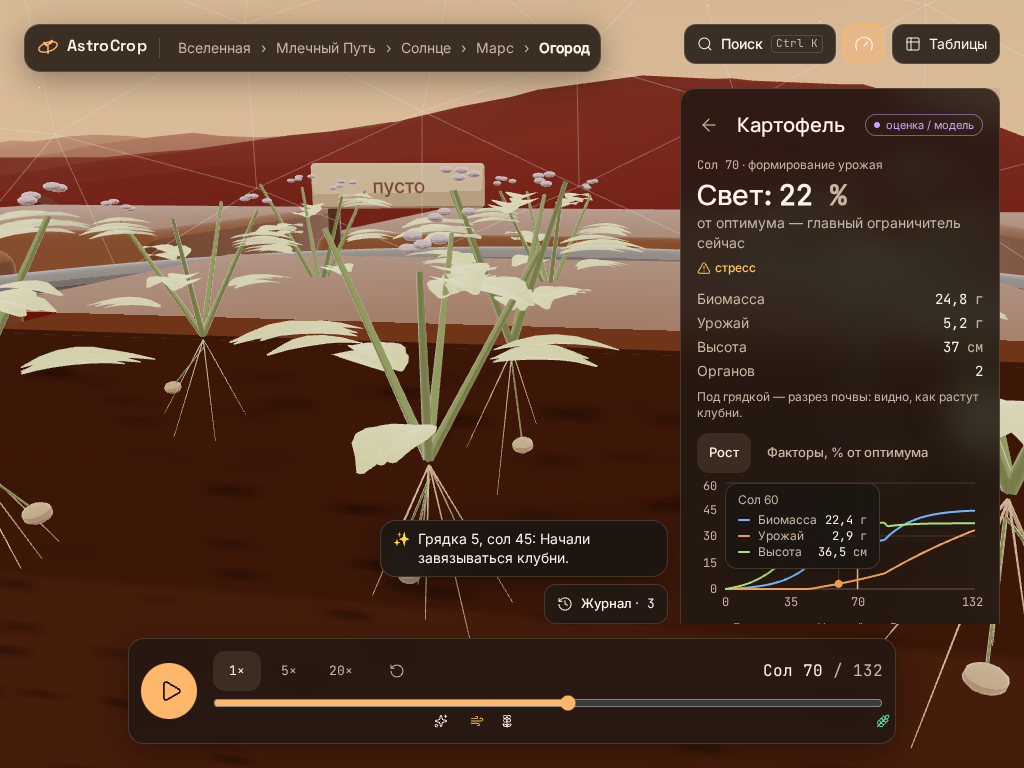 AstroCrop
Вселенная › Млечный Путь › Солнце › Марс › Огород
Поиск Ctrl K
Таблицы
пусто
Картофель
оценка / модель
Сол 70 · формирование урожая
Свет: 22 %
от оптимума — главный ограничитель
сейчас
стресс
Биомасса 24,8 г
Урожай 5,2 г
Высота 37 см
Органов 2
Под грядкой — разрез почвы: видно, как растут
клубни.
Рост Факторы, % от оптимума
60
45
30
15
0
Сол 60
Биомасса 22,4 г
Урожай 2,9 г
Высота 36,5 см
0 35 70 132
Грядка 5, сол 45: Начали
завязываться клубни.
Журнал · 3
1× 5× 20×
Сол 70 / 132